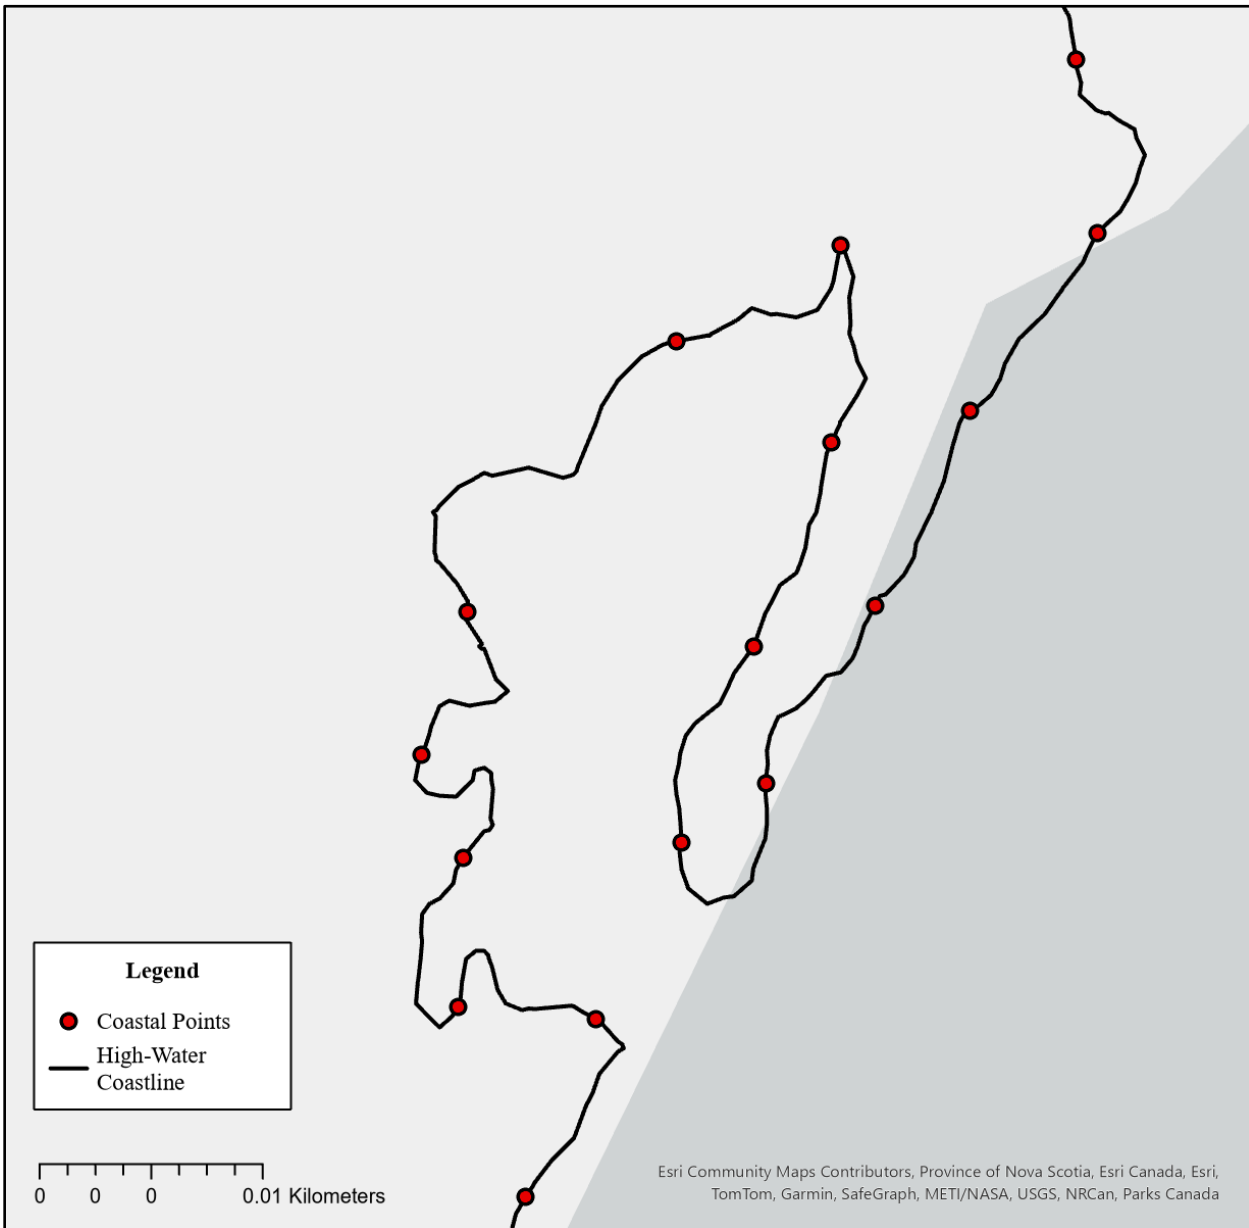 Legend
Coastal Points
High-Water
Coastline
0 0 0 0.01 Kilometers
Esri Community Maps Contributors, Province of Nova Scotia, Esri Canada, Esri,
TomTom, Garmin, SafeGraph, METI/NASA, USGS, NRCan, Parks Canada